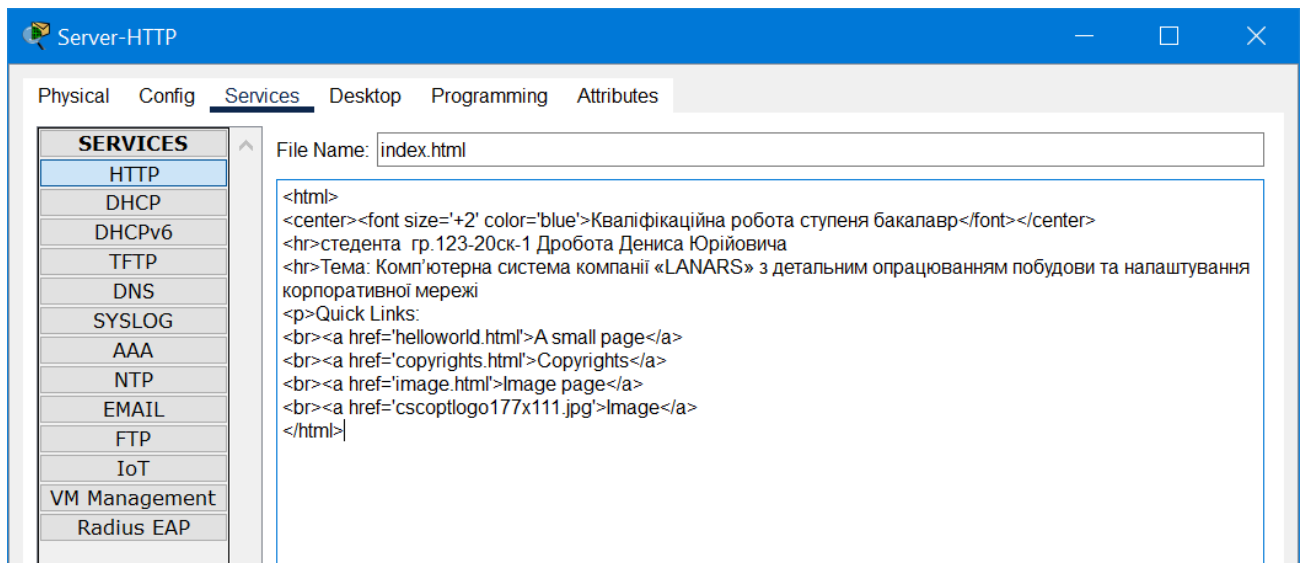 Server-HTTP
Physical Config Services Desktop Programming Attributes
SERVICES
HTTP
DHCP
DHCPv6
TFTP
DNS
SYSLOG
AAA
NTP
EMAIL
FTP
IoT
VM Management
Radius EAP
File Name: index.html
<html>
<center><font size='+2' color='blue'>Кваліфікаційна робота ступеня бакалавр</font></center>
<hr>стедента гр.123-20ск-1 Дробота Дениса Юрійовича
<hr>Тема: Комп’ютерна система компанії «LANARS» з детальним опрацюванням побудови та налаштування
корпоративної мережі
<p>Quick Links:
<br><a href='helloworld.html'>A small page</a>
<br><a href='copyrights.html'>Copyrights</a>
<br><a href='image.html'>Image page</a>
<br><a href='cscoptlogo177x111.jpg'>Image</a>
</html>